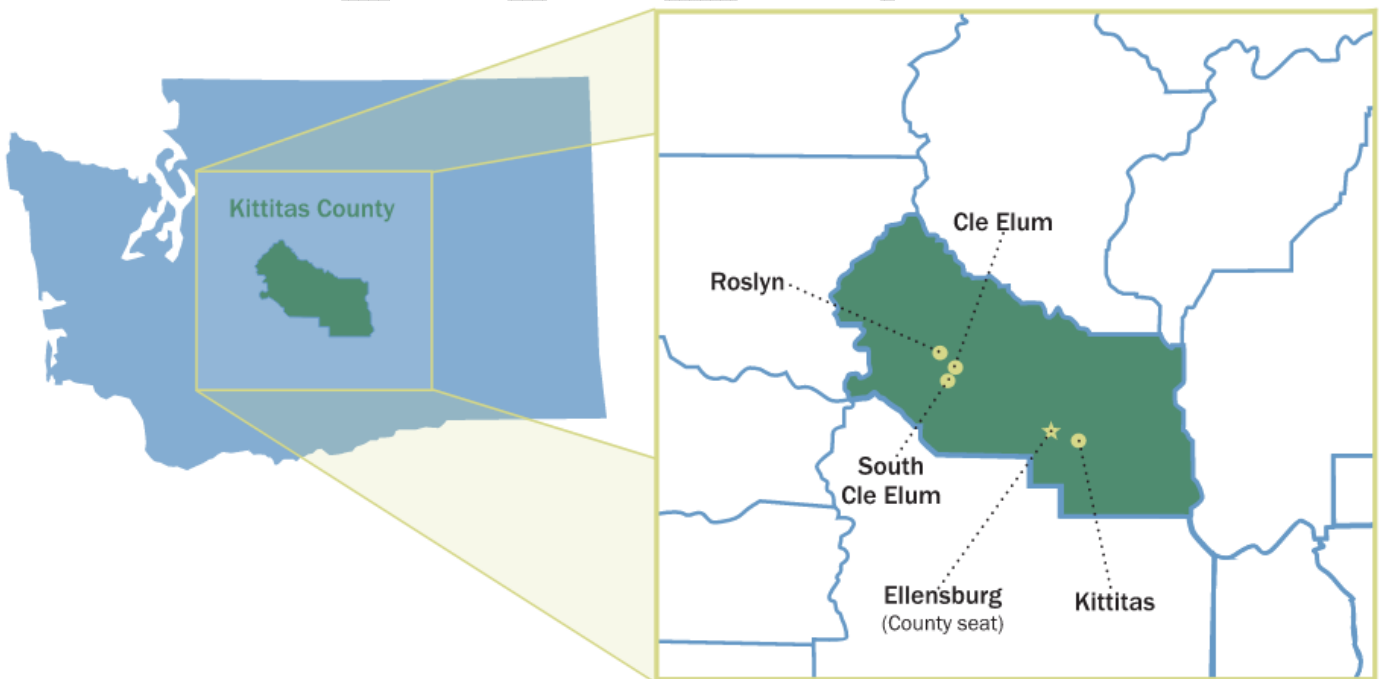 Kittitas County
Cle Elum
Roslyn
South
Cle Elum
Ellensburg
(County seat)
Kittitas